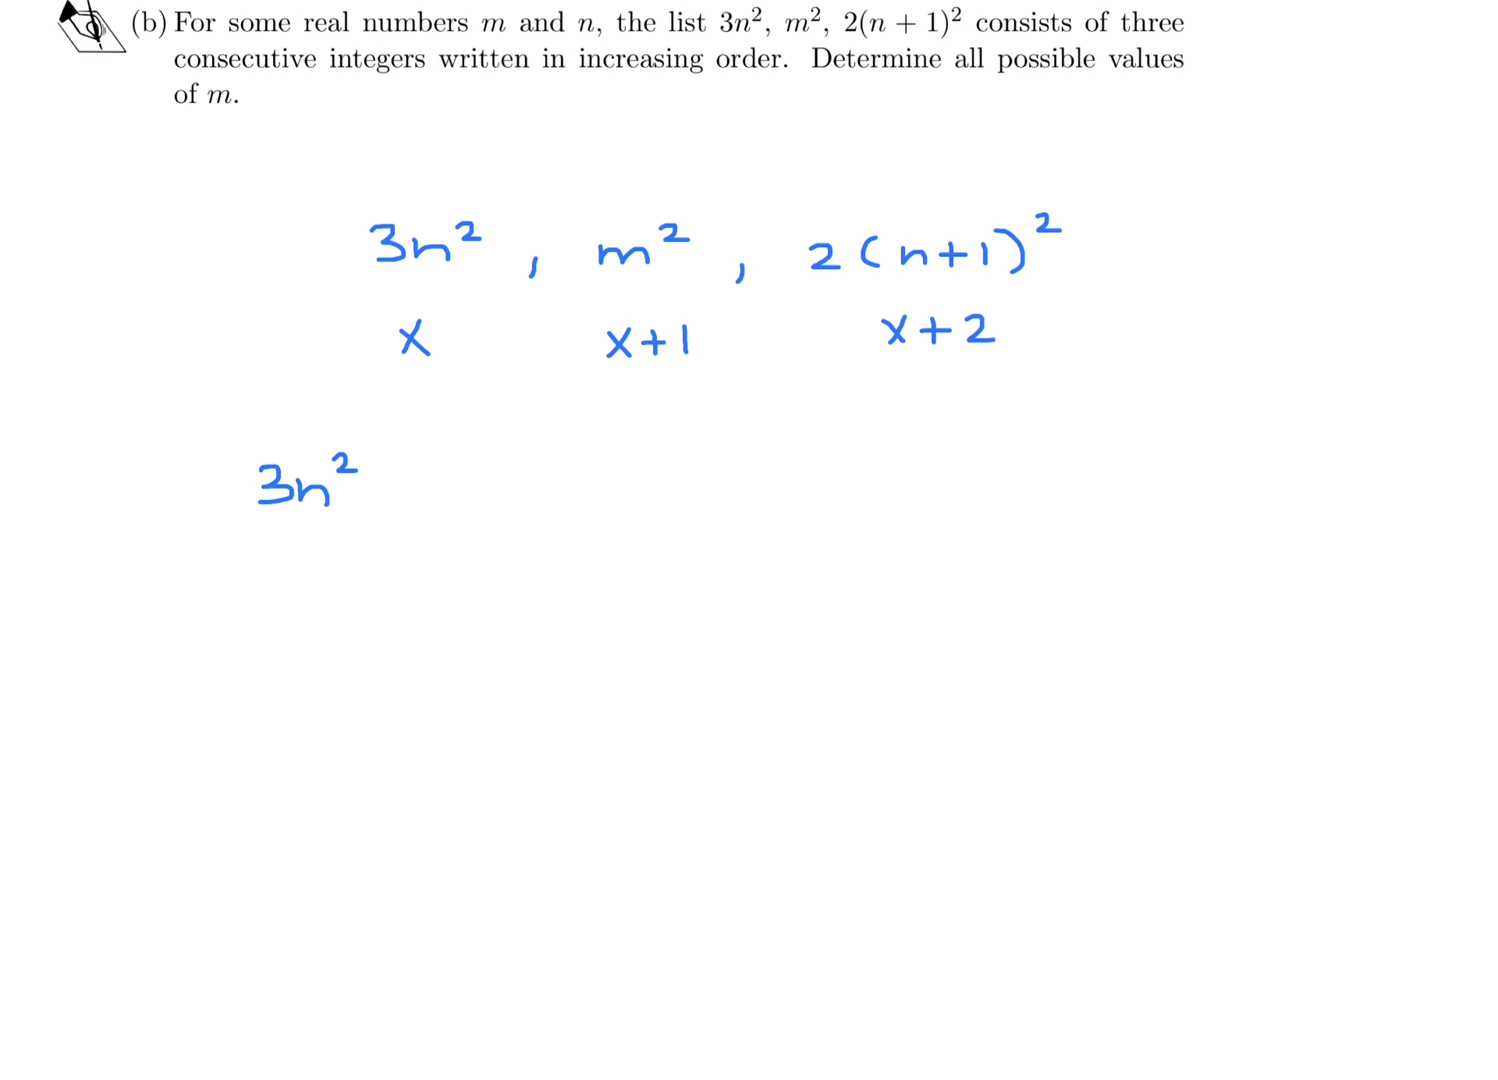 (b) For some real numbers m and n, the list 3n², m², 2(n + 1)² consists of three
consecutive integers written in increasing order. Determine all possible values
of m.
3n² , m² , 2(n+1)²
x x+1 x+2
3n²